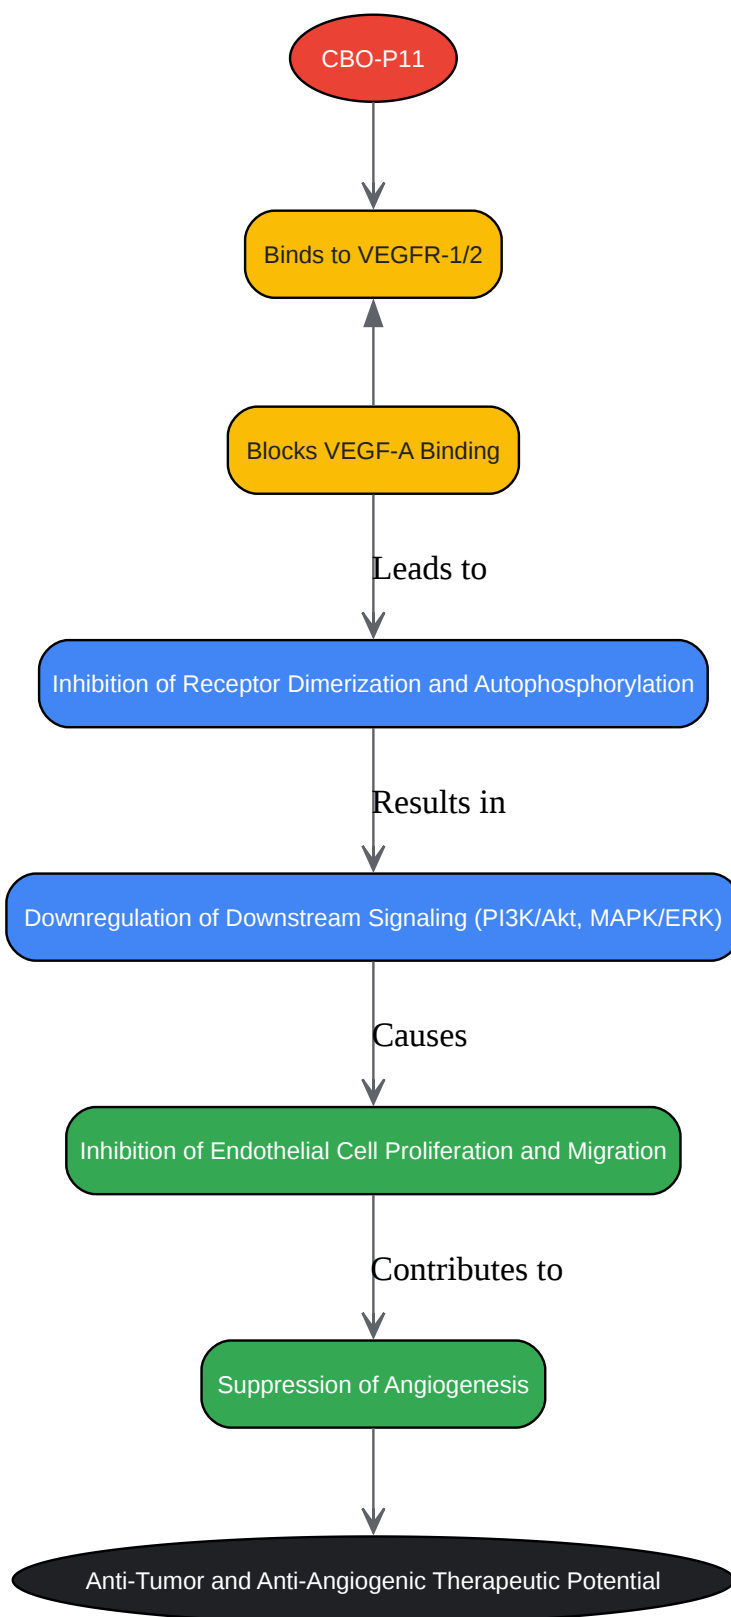 CBO-P11
Binds to VEGFR-1/2
Blocks VEGF-A Binding
Leads to
Inhibition of Receptor Dimerization and Autophosphorylation
Results in
Downregulation of Downstream Signaling (PI3K/Akt, MAPK/ERK)
Causes
Inhibition of Endothelial Cell Proliferation and Migration
Contributes to
Suppression of Angiogenesis
Anti-Tumor and Anti-Angiogenic Therapeutic Potential